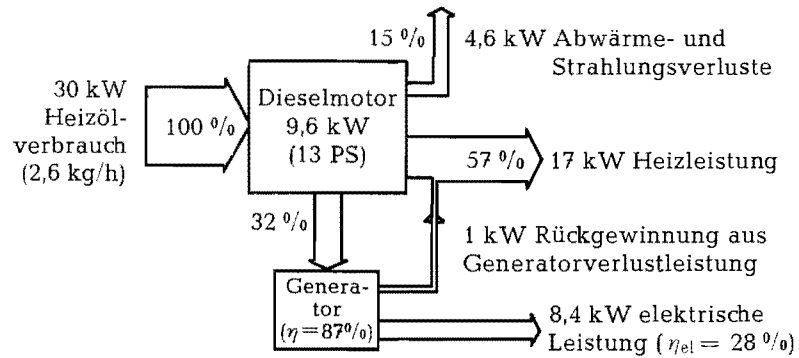 15 %
4,6 kW Abwärme- und
Strahlungsverluste
30 kW
Heizöl-
verbrauch
(2,6 kg/h)
100 %
Dieselmotor
9,6 kW
(13 PS)
57 %
17 kW Heizleistung
32 %
1 kW Rückgewinnung aus
Generatorverlustleistung
Genera-
tor
(η=87%)
8,4 kW elektrische
Leistung (ηel = 28 %)